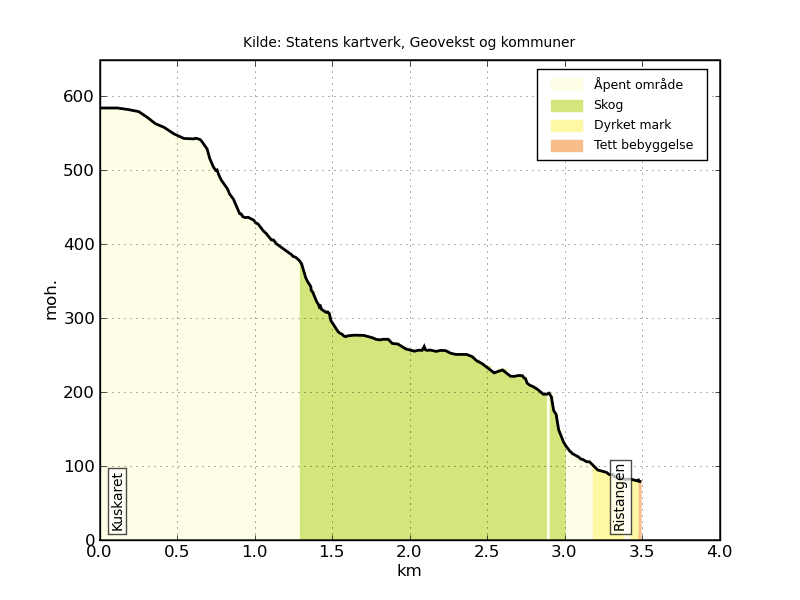 Kilde: Statens kartverk, Geovekst og kommuner
Åpent område
Skog
Dyrket mark
Tett bebyggelse
moh.
600
500
400
300
200
100
0
Kuskaret
Ristangen
0.0 0.5 1.0 1.5 2.0 2.5 3.0 3.5 4.0
km